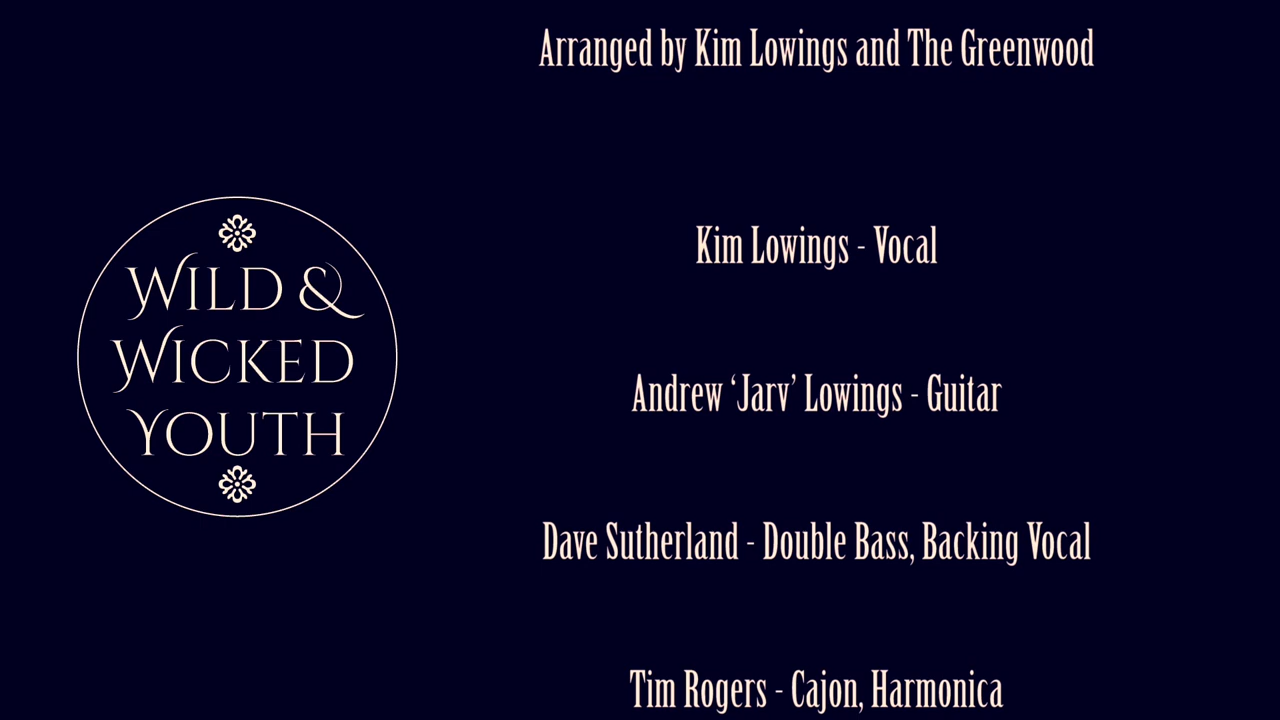 Arranged by Kim Lowings and The Greenwood
WILD &
WICKED
YOUTH
Kim Lowings - Vocal
Andrew ‘Jarv’ Lowings - Guitar
Dave Sutherland - Double Bass, Backing Vocal
Tim Rogers - Cajon, Harmonica